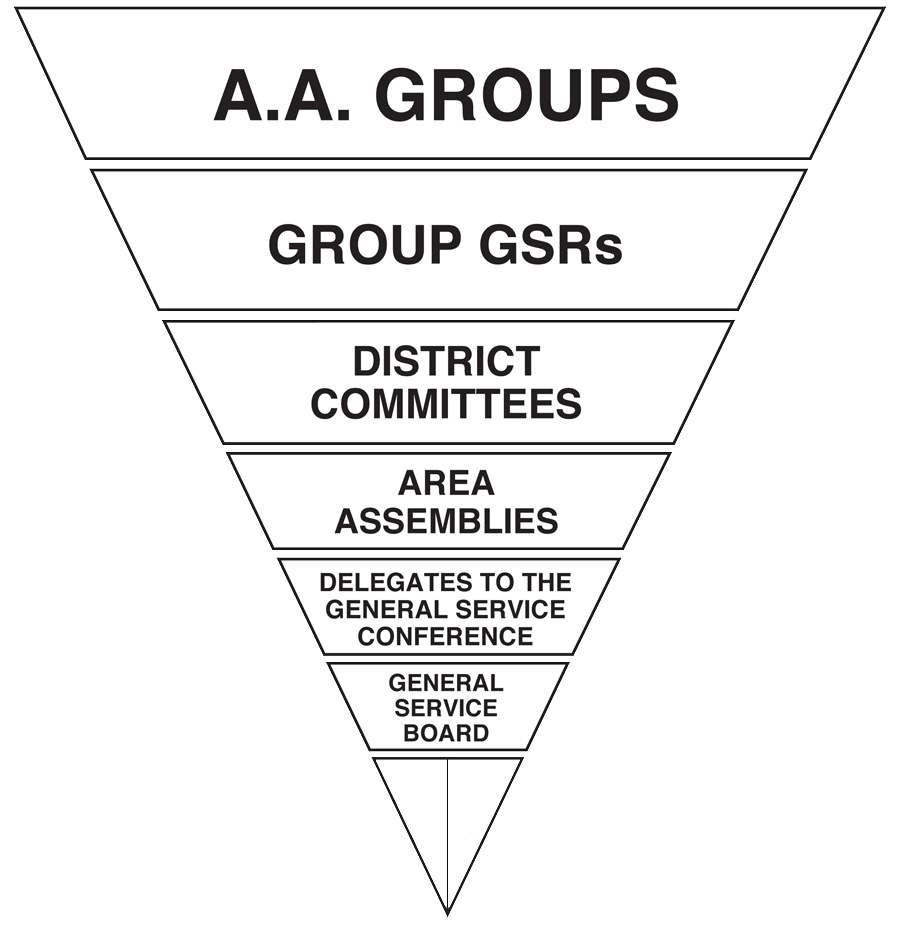 A.A. GROUPS
GROUP GSRs
DISTRICT
COMMITTEES
AREA
ASSEMBLIES
DELEGATES TO THE
GENERAL SERVICE
CONFERENCE
GENERAL
SERVICE
BOARD